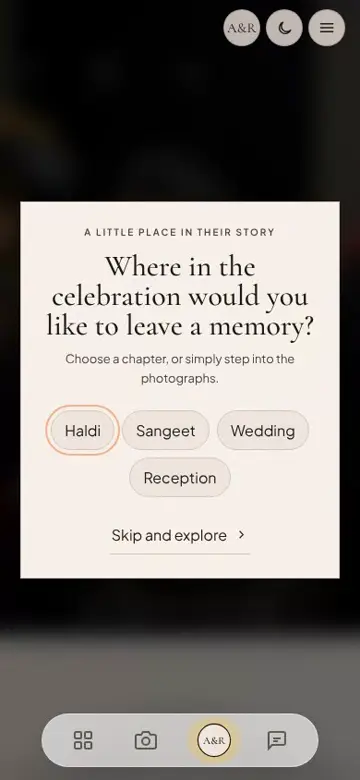 A&R
A LITTLE PLACE IN THEIR STORY
Where in the
celebration would you
like to leave a memory?
Choose a chapter, or simply step into the
photographs.
Haldi
Sangeet
Wedding
Reception
Skip and explore
A&R